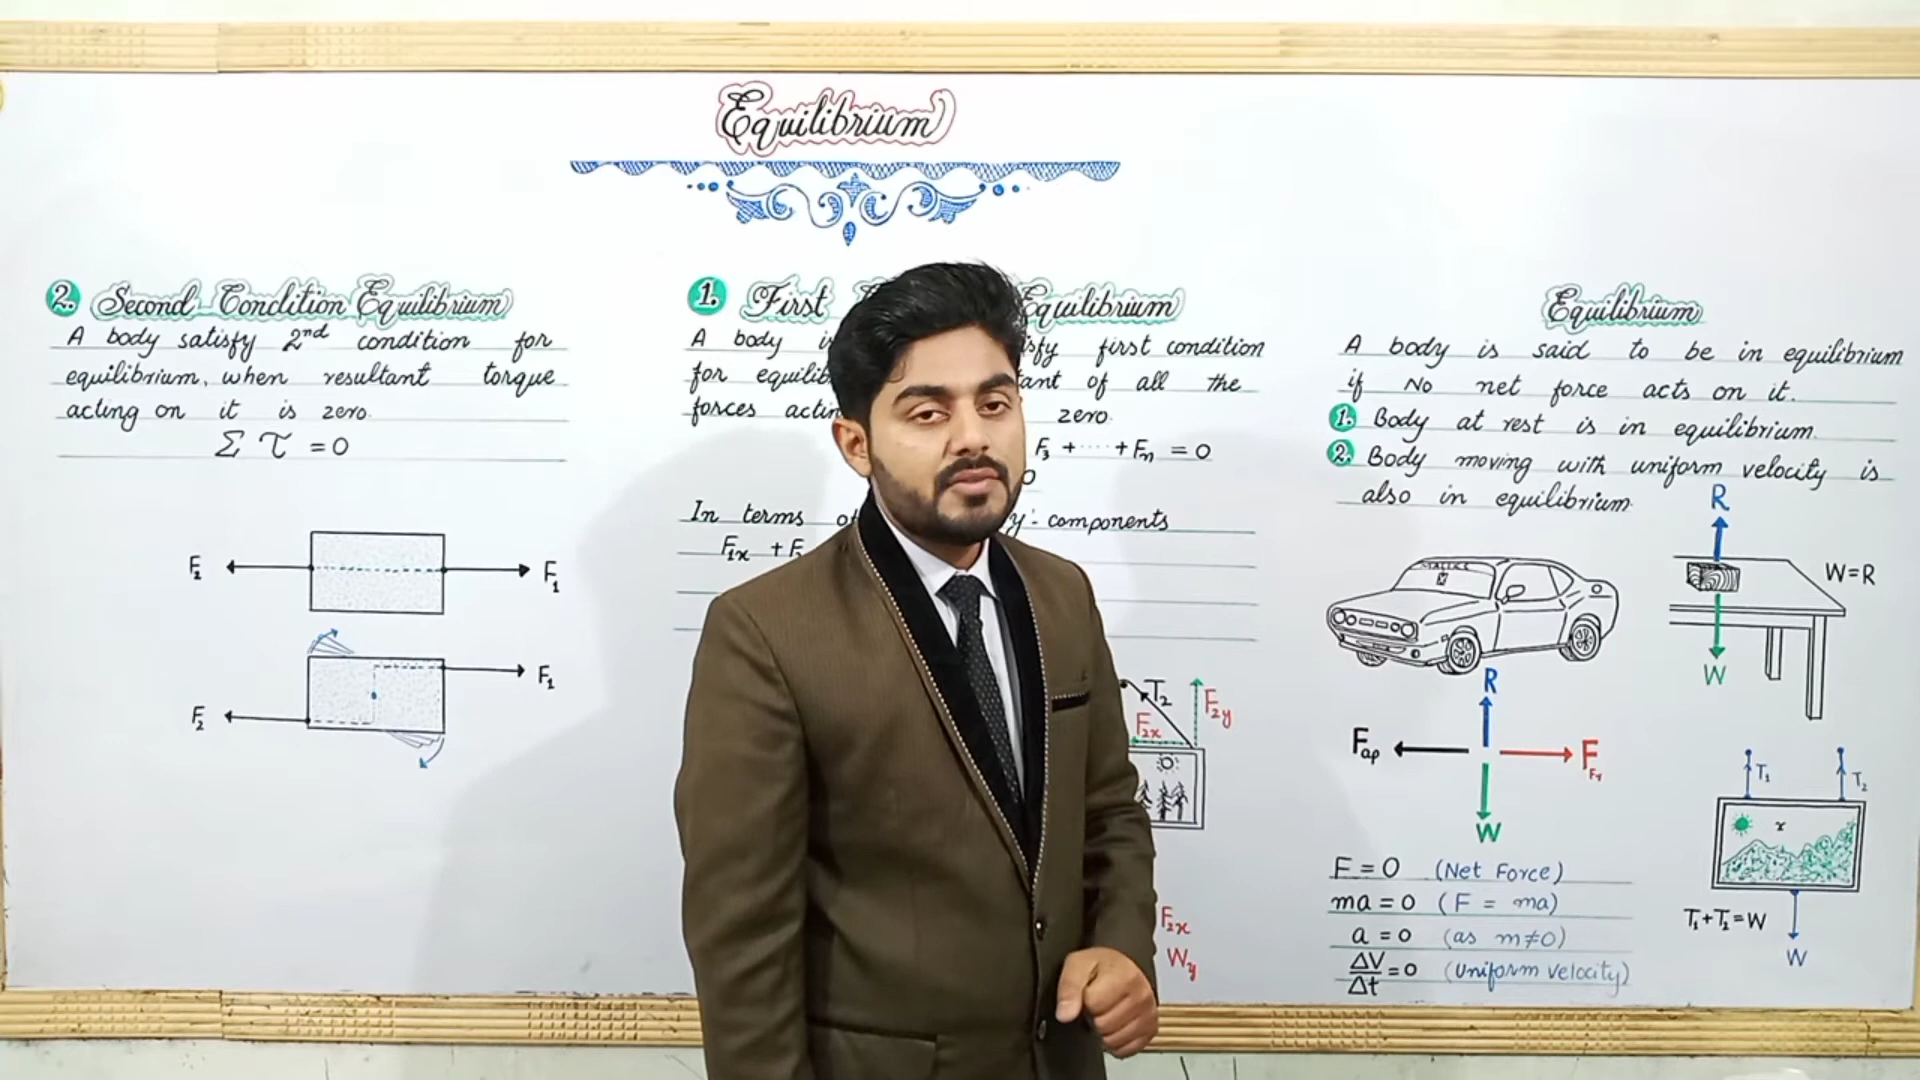 Equilibrium
2. Second Condition Equilibrium
A body satisfy 2nd condition for
equilibrium, when resultant torque
acting on it is zero.
Σ τ = 0
F2
F1
F1
F2
1. First Equilibrium
A body first condition
for of all the
forces zero.
F3 + ···· + Fn = 0
In terms components
F1x +
T2
F2y
F2x
F2x
Wy
Equilibrium
A body is said to be in equilibrium
if No net force acts on it.
1. Body at rest is in equilibrium.
2. Body moving with uniform velocity is
also in equilibrium.
R
W=R
W
R
Fap
FFr
W
F = 0 (Net Force)
ma = 0 (F = ma)
a = 0 (as m≠0)
ΔV/Δt = 0 (Uniform velocity)
T1
T2
T1+T2=W
W